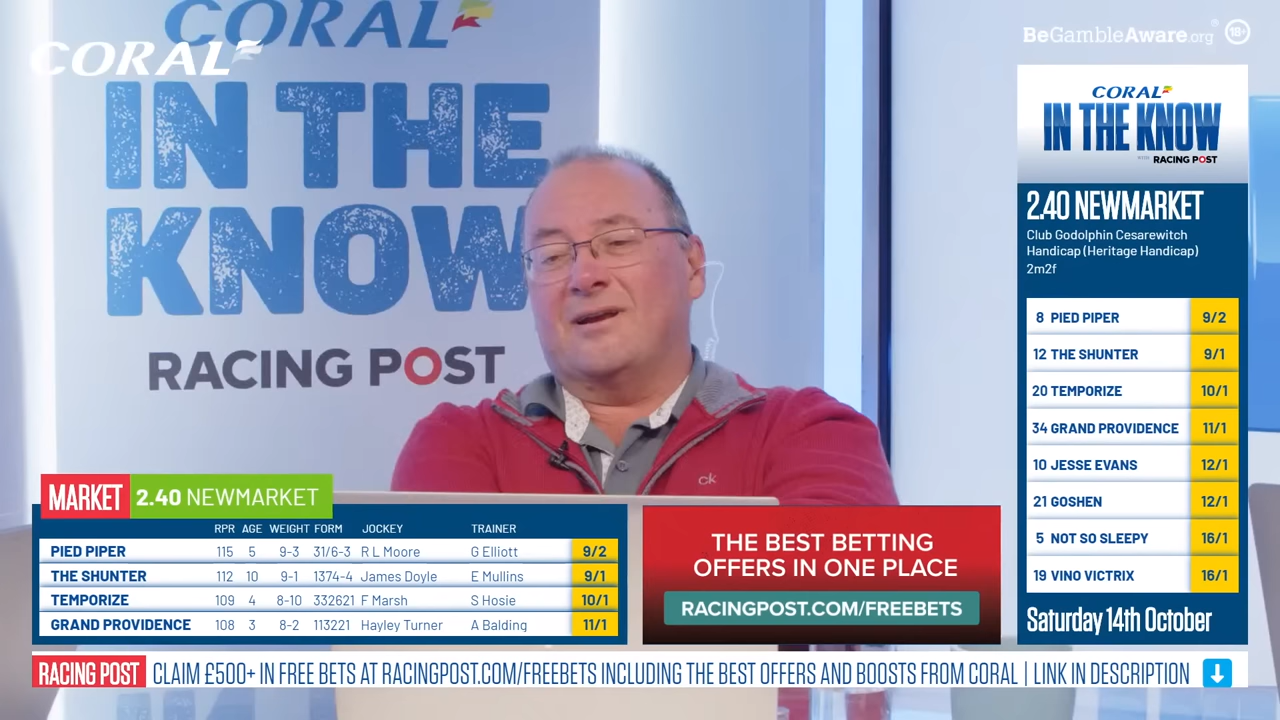 CORAL
IN THE
KNOW
RACING POST
CORAL
BeGambleAware.org® 18+
CORAL
IN THE KNOW
WITH RACING POST
2.40 NEWMARKET
Club Godolphin Cesarewitch
Handicap (Heritage Handicap)
2m2f
8 PIED PIPER 9/2
12 THE SHUNTER 9/1
20 TEMPORIZE 10/1
34 GRAND PROVIDENCE 11/1
10 JESSE EVANS 12/1
21 GOSHEN 12/1
5 NOT SO SLEEPY 16/1
19 VINO VICTRIX 16/1
Saturday 14th October
ck
MARKET 2.40 NEWMARKET
RPR AGE WEIGHT FORM JOCKEY TRAINER
PIED PIPER 115 5 9-3 31/6-3 R L Moore G Elliott 9/2
THE SHUNTER 112 10 9-1 1374-4 James Doyle E Mullins 9/1
TEMPORIZE 109 4 8-10 332621 F Marsh S Hosie 10/1
GRAND PROVIDENCE 108 3 8-2 113221 Hayley Turner A Balding 11/1
THE BEST BETTING
OFFERS IN ONE PLACE
RACINGPOST.COM/FREEBETS
RACING POST CLAIM £500+ IN FREE BETS AT RACINGPOST.COM/FREEBETS INCLUDING THE BEST OFFERS AND BOOSTS FROM CORAL | LINK IN DESCRIPTION